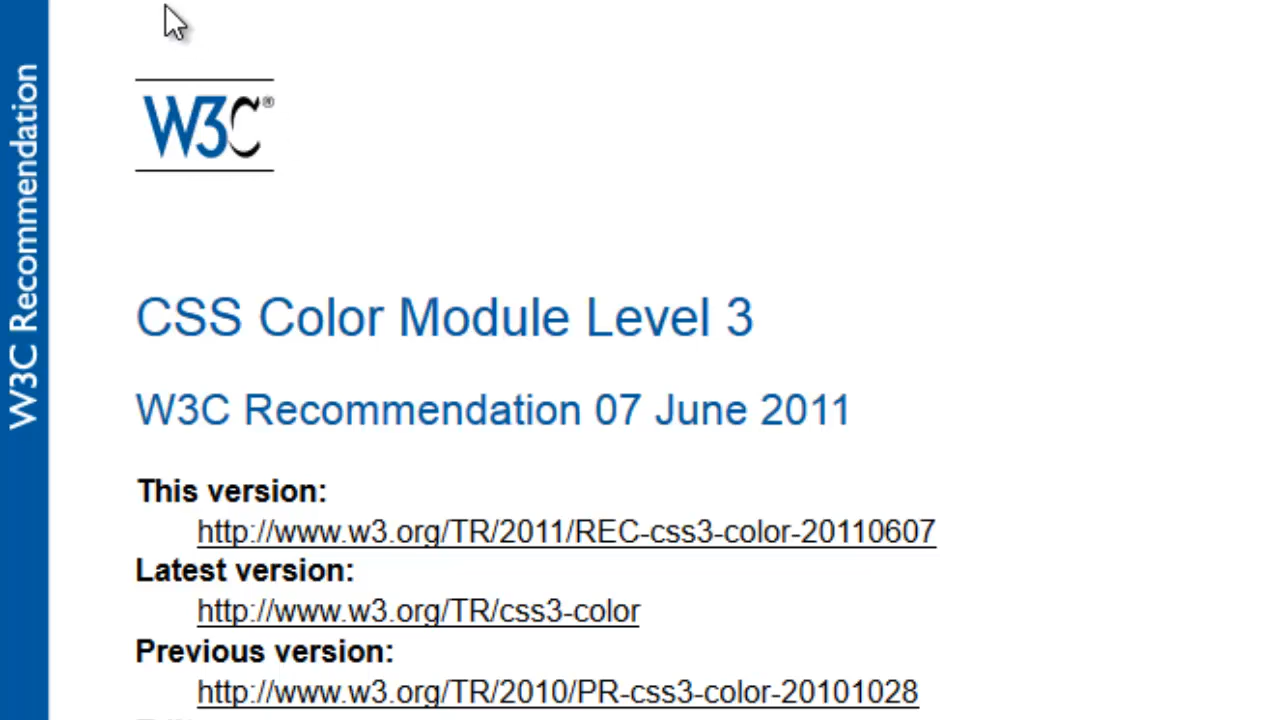 W3C Recommendation
W3C®
CSS Color Module Level 3
W3C Recommendation 07 June 2011
This version:
http://www.w3.org/TR/2011/REC-css3-color-20110607
Latest version:
http://www.w3.org/TR/css3-color
Previous version:
http://www.w3.org/TR/2010/PR-css3-color-20101028